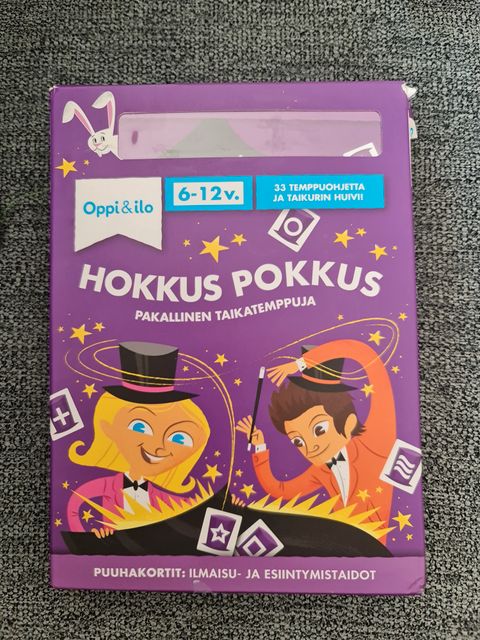 Oppi&ilo
6-12v.
33 TEMPPUOHJETTA
JA TAIKURIN HUIVI!
HOKKUS POKKUS
PAKALLINEN TAIKATEMPPUJA
PUUHAKORTIT: ILMAISU- JA ESIINTYMISTAIDOT